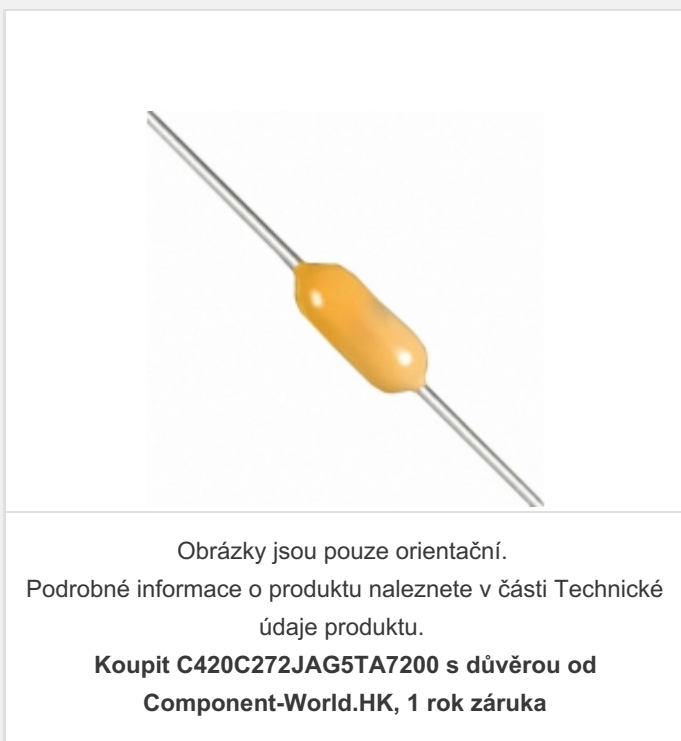 Obrázky jsou pouze orientační.
Podrobné informace o produktu naleznete v části Technické
údaje produktu.
Koupit C420C272JAG5TA7200 s důvěrou od
Component-World.HK, 1 rok záruka